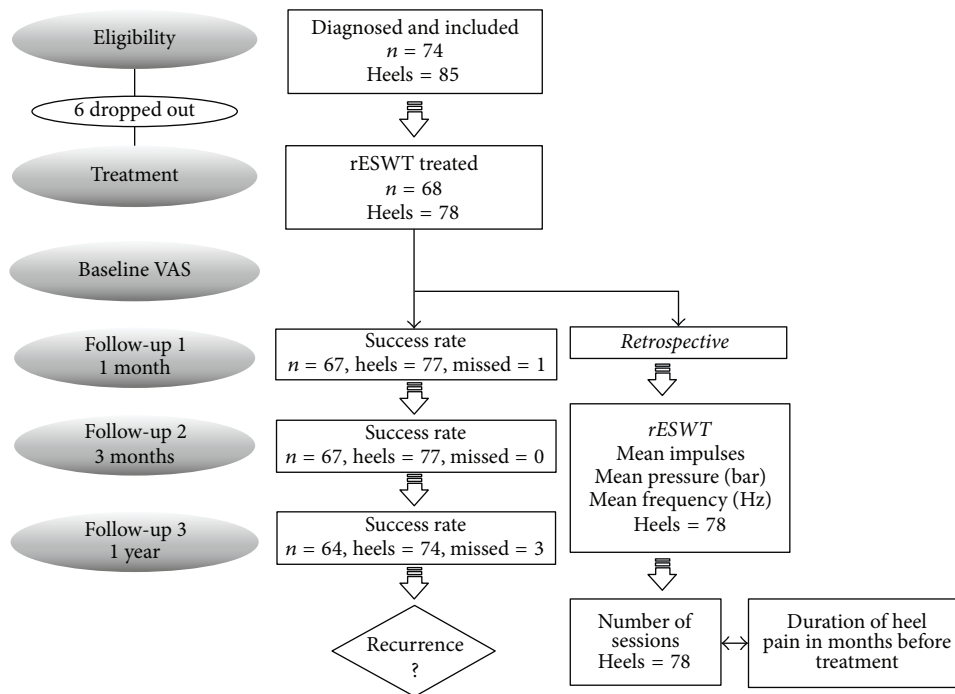 Eligibility
Diagnosed and included
n = 74
Heels = 85
6 dropped out
Treatment
rESWT treated
n = 68
Heels = 78
Baseline VAS
Follow-up 1
1 month
Success rate
n = 67, heels = 77, missed = 1
Retrospective
Follow-up 2
3 months
Success rate
n = 67, heels = 77, missed = 0
rESWT
Mean impulses
Mean pressure (bar)
Mean frequency (Hz)
Heels = 78
Follow-up 3
1 year
Success rate
n = 64, heels = 74, missed = 3
Recurrence
?
Number of
sessions
Heels = 78
Duration of heel
pain in months before
treatment